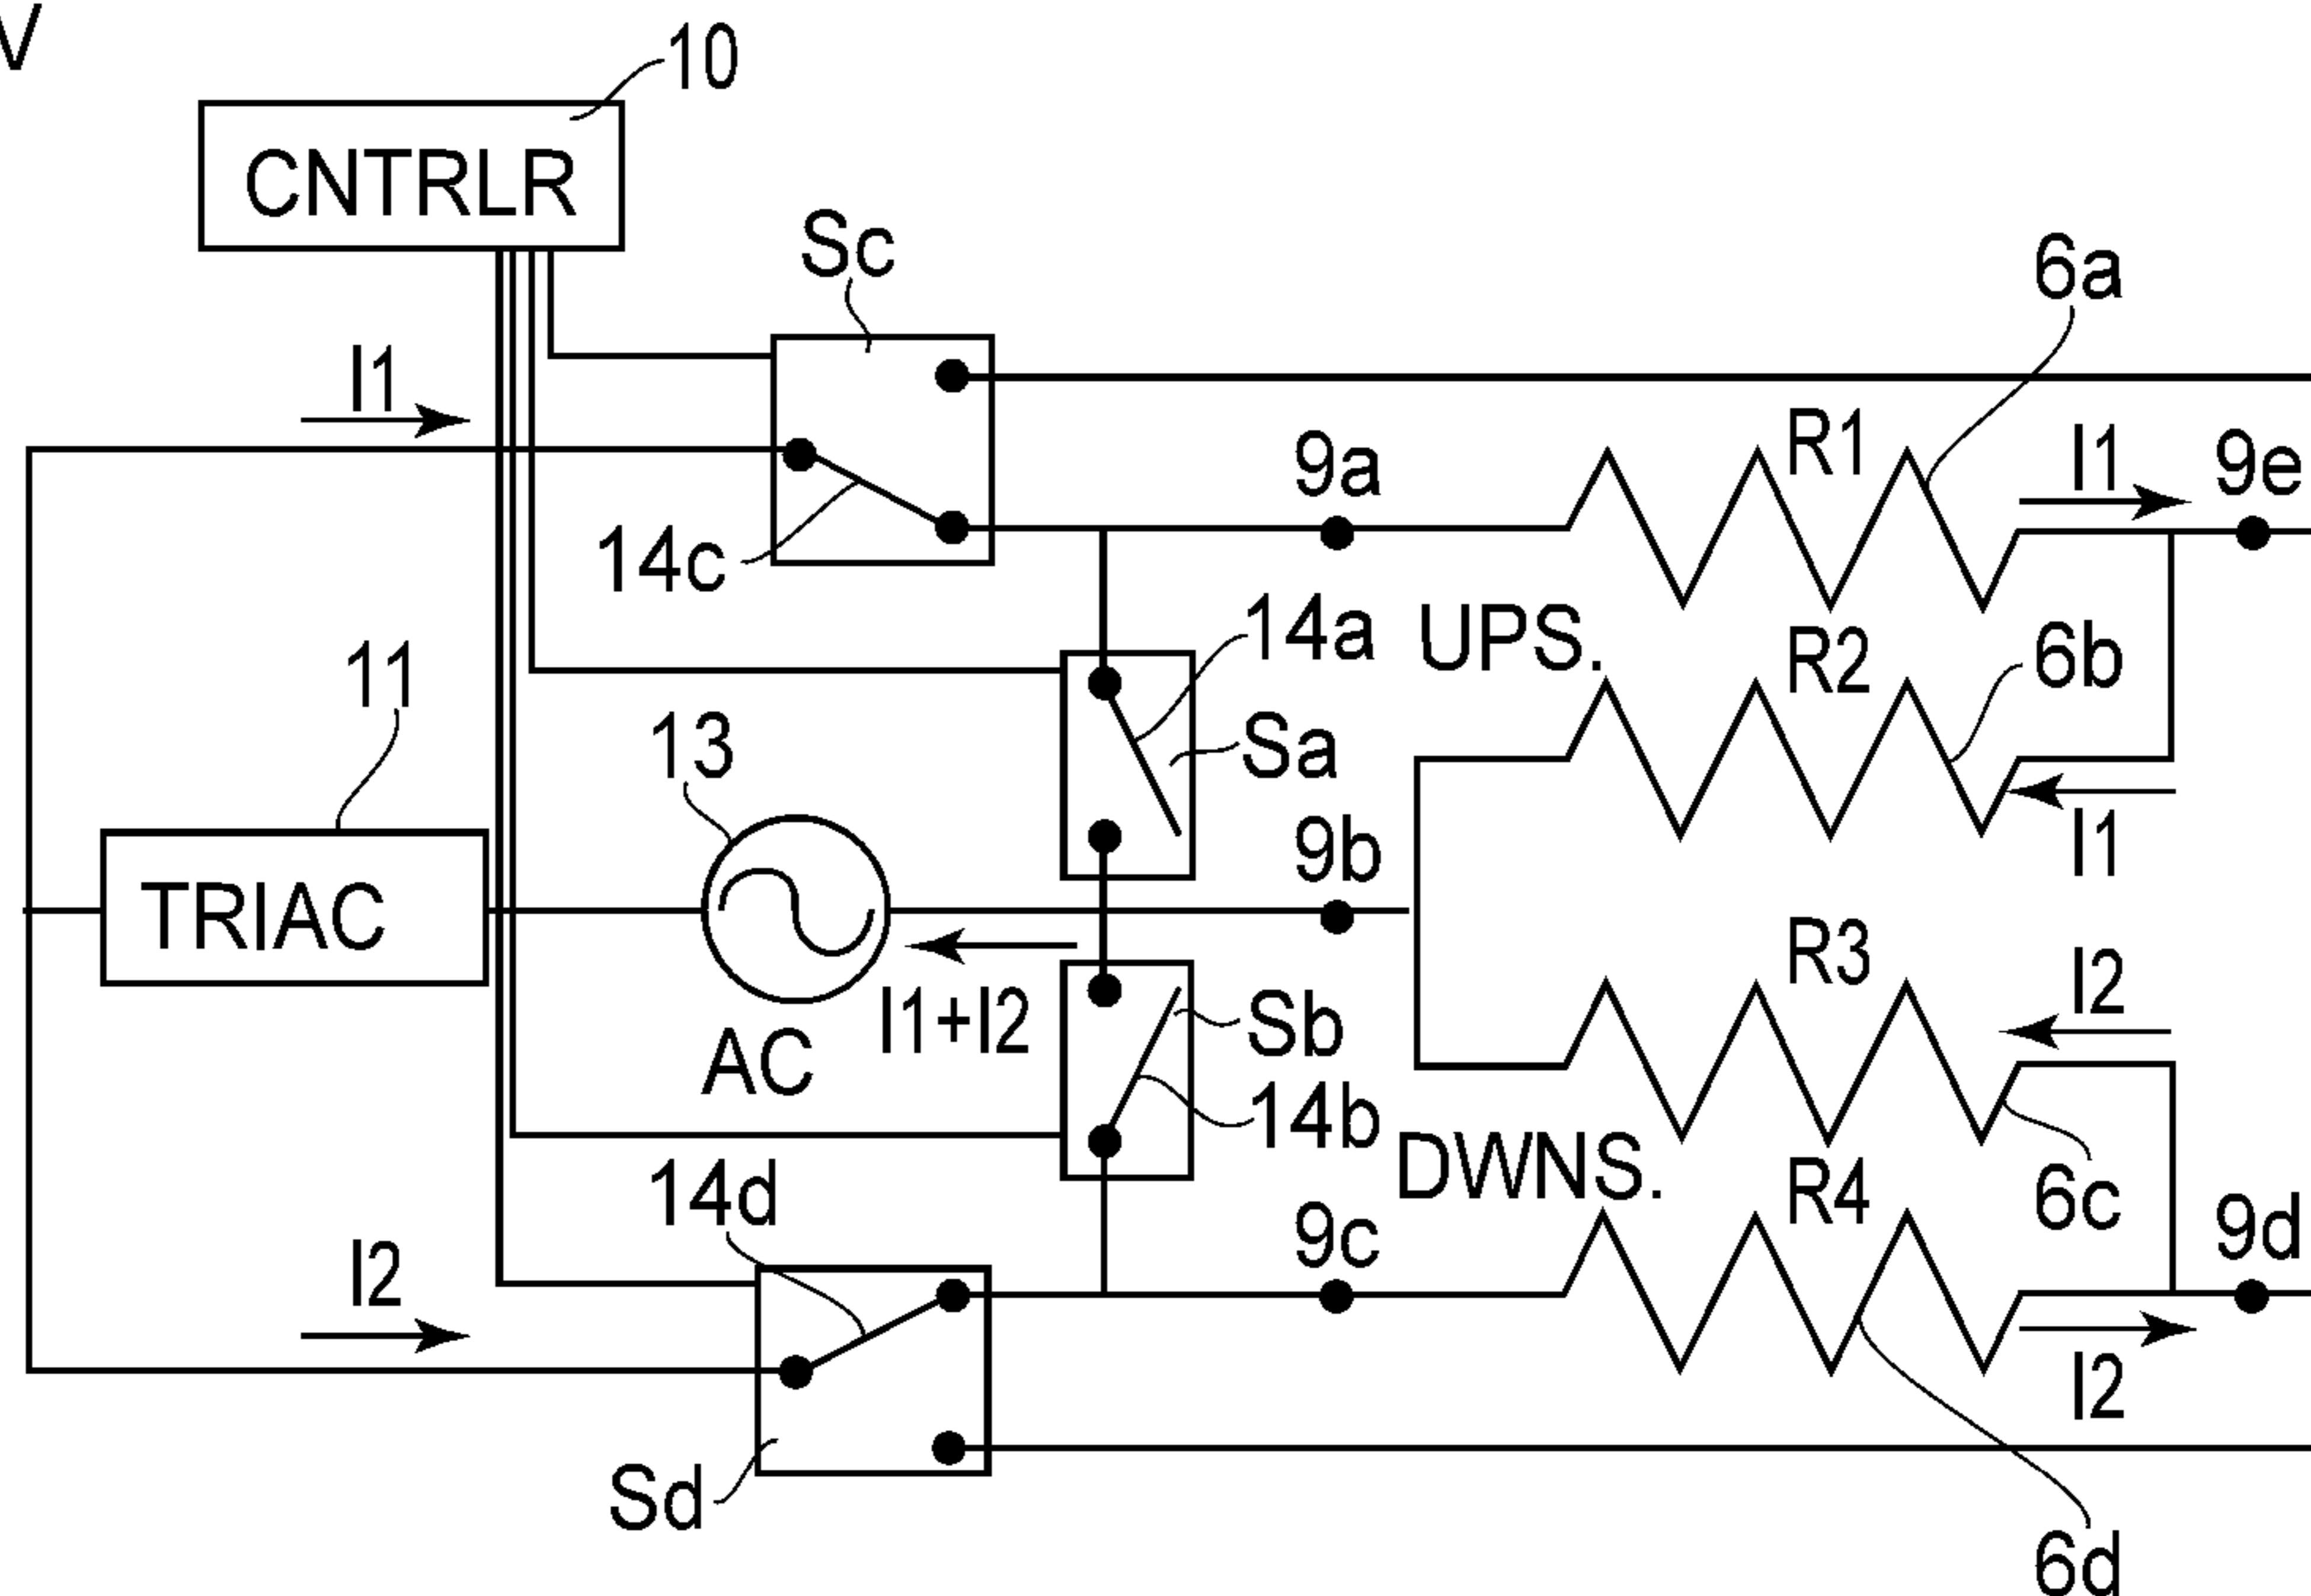 V
10
CNTRLR
Sc
6a
I1
R1
I1
9e
9a
14c
14a
UPS.
R2
6b
11
13
Sa
9b
I1
TRIAC
R3
I2
I1+I2
Sb
AC
14b
DWNS.
14d
R4
6c
9c
9d
I2
I2
Sd
6d